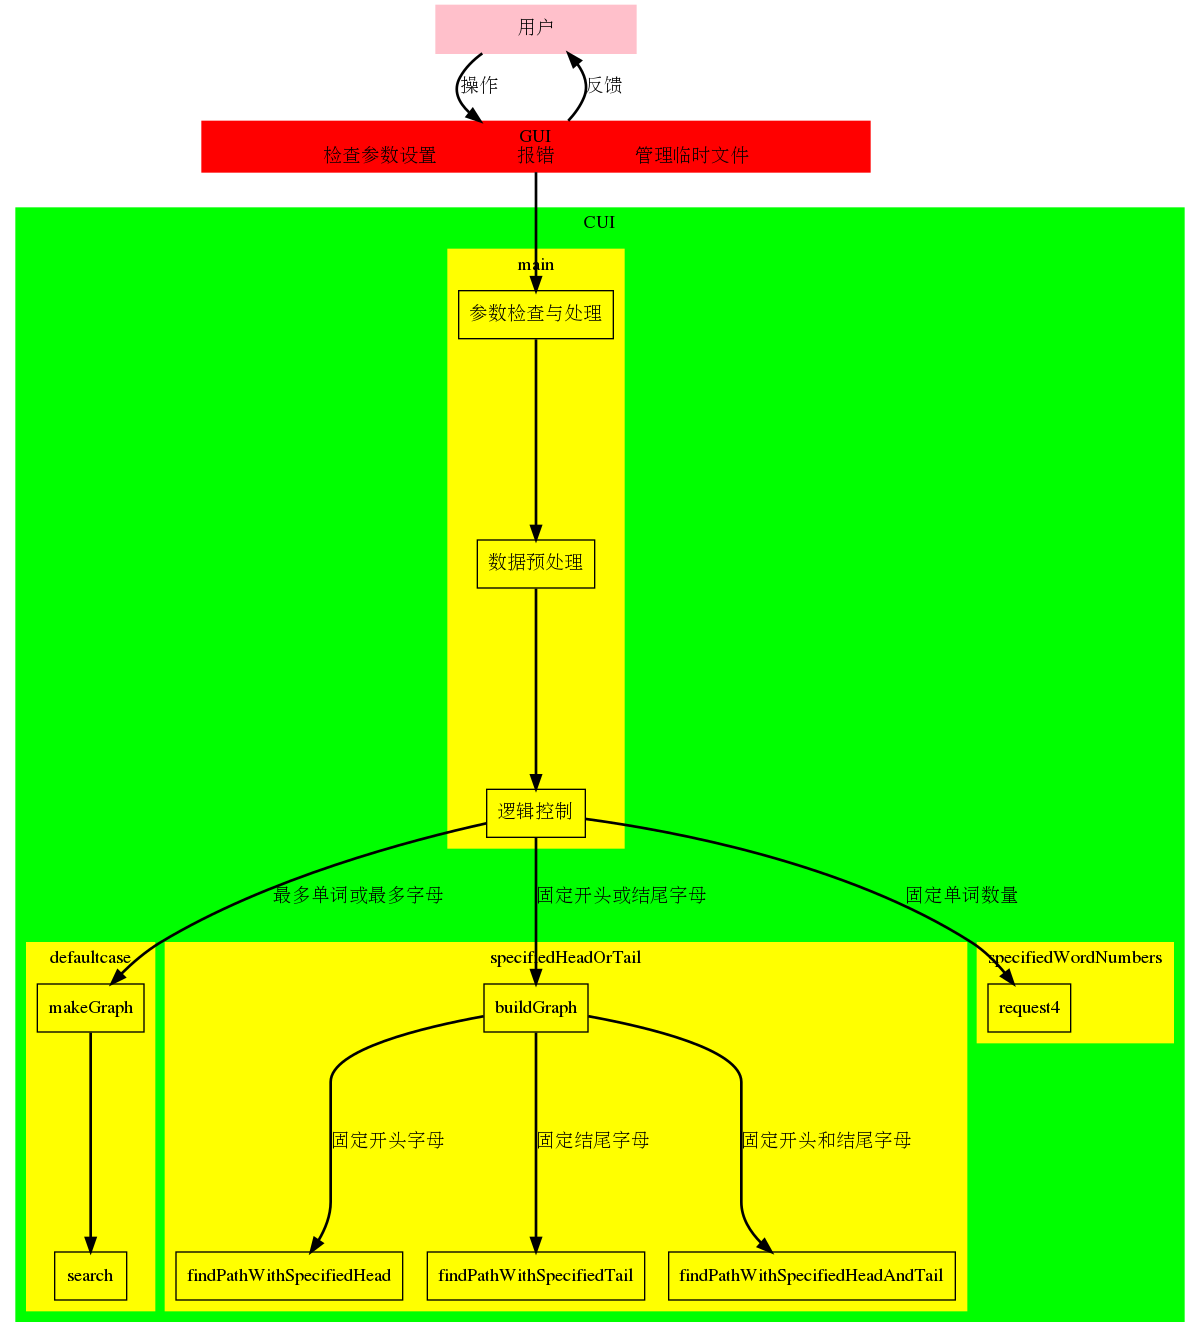 用户
操作
反馈
GUI
检查参数设置 报错 管理临时文件
CUI
main
参数检查与处理
数据预处理
逻辑控制
最多单词或最多字母
固定开头或结尾字母
固定单词数量
defaultcase
specifiedHeadOrTail
specifiedWordNumbers
makeGraph
buildGraph
request4
固定开头字母
固定结尾字母
固定开头和结尾字母
search
findPathWithSpecifiedHead
findPathWithSpecifiedTail
findPathWithSpecifiedHeadAndTail